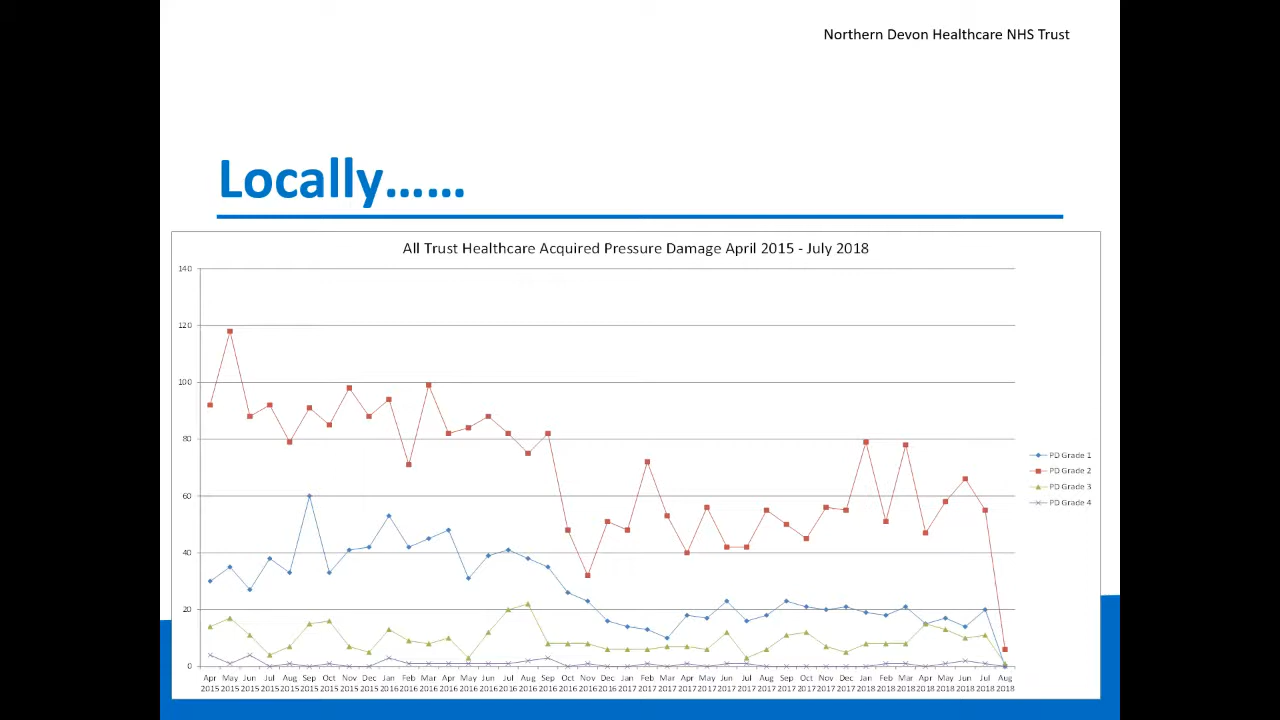 Northern Devon Healthcare NHS Trust
Locally……
All Trust Healthcare Acquired Pressure Damage April 2015 - July 2018
140
120
100
80
60
40
20
0
PD Grade 1
PD Grade 2
PD Grade 3
PD Grade 4
Apr May Jun Jul Aug Sep Oct Nov Dec Jan Feb Mar Apr May Jun Jul Aug Sep Oct Nov Dec Jan Feb Mar Apr May Jun Jul Aug Sep Oct Nov Dec Jan Feb Mar Apr May Jun Jul Aug
2015 2015 2015 2015 2015 2015 2015 2015 2015 2016 2016 2016 2016 2016 2016 2016 2016 2016 2016 2016 2016 2017 2017 2017 2017 2017 2017 2017 2017 2017 2017 2017 2017 2018 2018 2018 2018 2018 2018 2018 2018